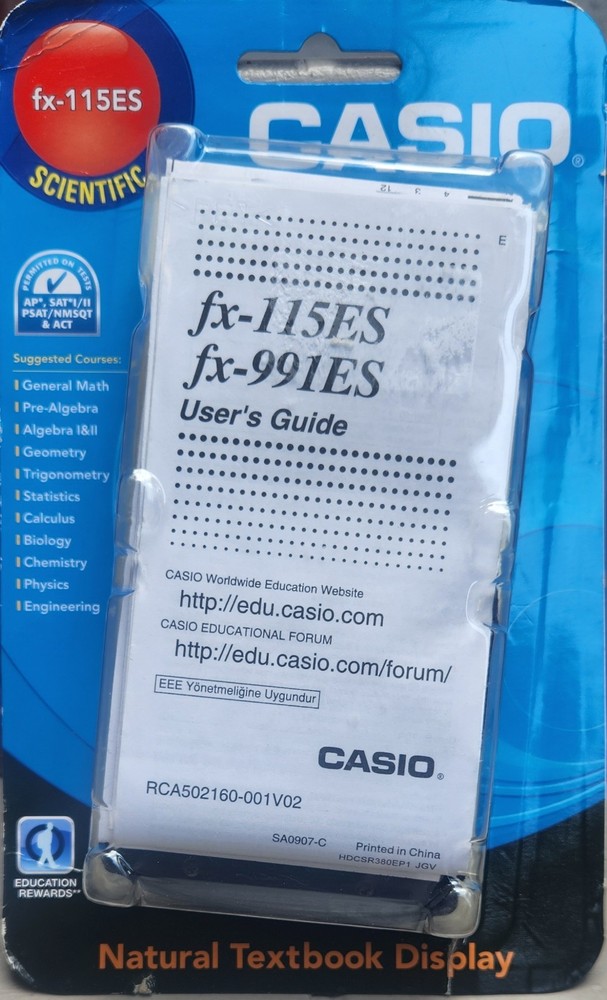 fx-115ES
SCIENTIFIC
CASIO®
PERMITTED ON TESTS
AP*, SAT*I/II
PSAT/NMSQT
& ACT
Suggested Courses:
General Math
Pre-Algebra
Algebra I&II
Geometry
Trigonometry
Statistics
Calculus
Biology
Chemistry
Physics
Engineering
EDUCATION
REWARDS**
12 3 4
E
fx-115ES
fx-991ES
User's Guide
CASIO Worldwide Education Website
http://edu.casio.com
CASIO EDUCATIONAL FORUM
http://edu.casio.com/forum/
EEE Yönetmeliğine Uygundur
CASIO®
RCA502160-001V02
SA0907-C
Printed in China
HDCSR380EP1 JGV
Natural Textbook Display